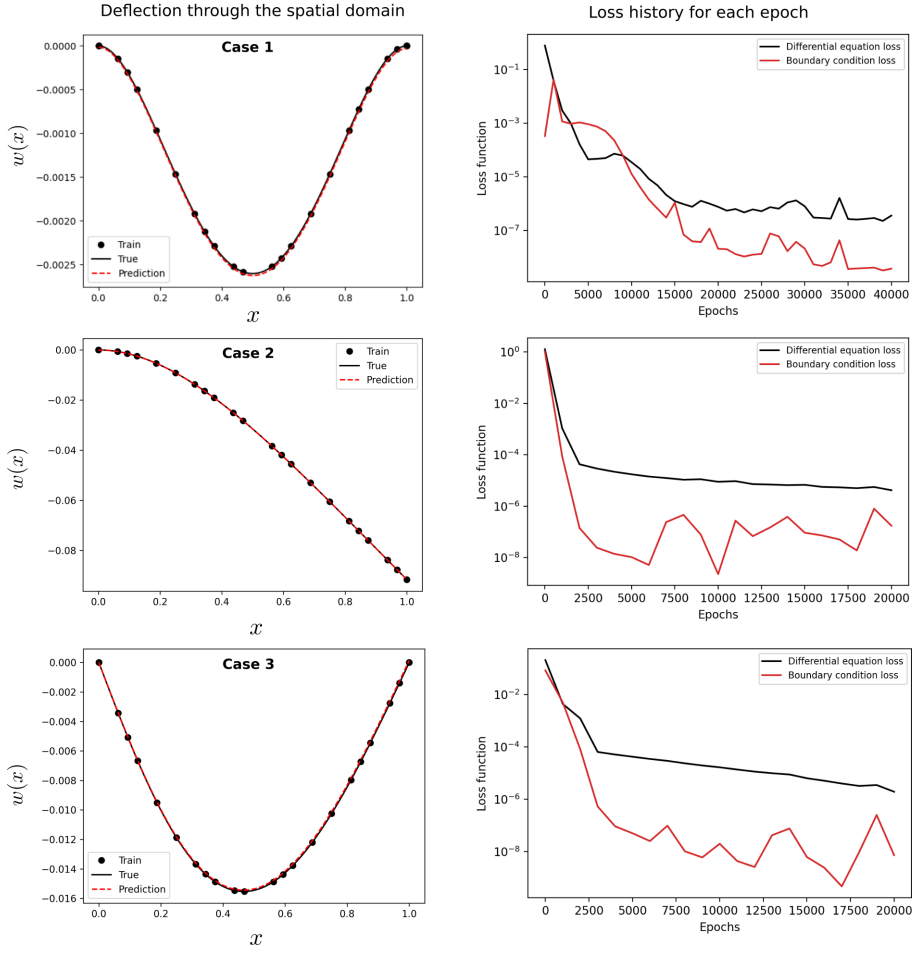 Deflection through the spatial domain
Loss history for each epoch
Case 1
w(x)
0.0000
−0.0005
−0.0010
−0.0015
−0.0020
−0.0025
Train
True
Prediction
0.0 0.2 0.4 0.6 0.8 1.0
x
Differential equation loss
Boundary condition loss
Loss function
10⁻¹
10⁻³
10⁻⁵
10⁻⁷
0 5000 10000 15000 20000 25000 30000 35000 40000
Epochs
Case 2
w(x)
0.00
−0.02
−0.04
−0.06
−0.08
Train
True
Prediction
0.0 0.2 0.4 0.6 0.8 1.0
x
Differential equation loss
Boundary condition loss
Loss function
10⁰
10⁻²
10⁻⁴
10⁻⁶
10⁻⁸
0 2500 5000 7500 10000 12500 15000 17500 20000
Epochs
Case 3
w(x)
0.000
−0.002
−0.004
−0.006
−0.008
−0.010
−0.012
−0.014
−0.016
Train
True
Prediction
0.0 0.2 0.4 0.6 0.8 1.0
x
Differential equation loss
Boundary condition loss
Loss function
10⁻²
10⁻⁴
10⁻⁶
10⁻⁸
0 2500 5000 7500 10000 12500 15000 17500 20000
Epochs